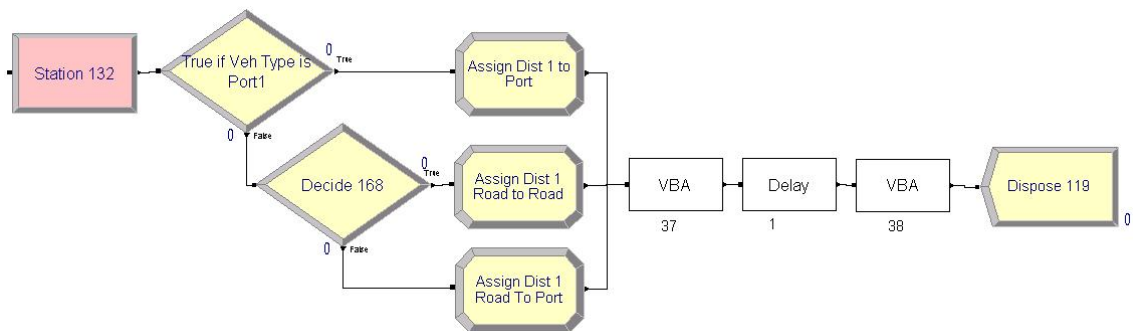 Station 132
True if Veh Type is
Port1
0
True
0
False
Assign Dist 1 to
Port
Decide 168
0
True
0
False
Assign Dist 1
Road to Road
Assign Dist 1
Road To Port
VBA
37
Delay
1
VBA
38
Dispose 119
0